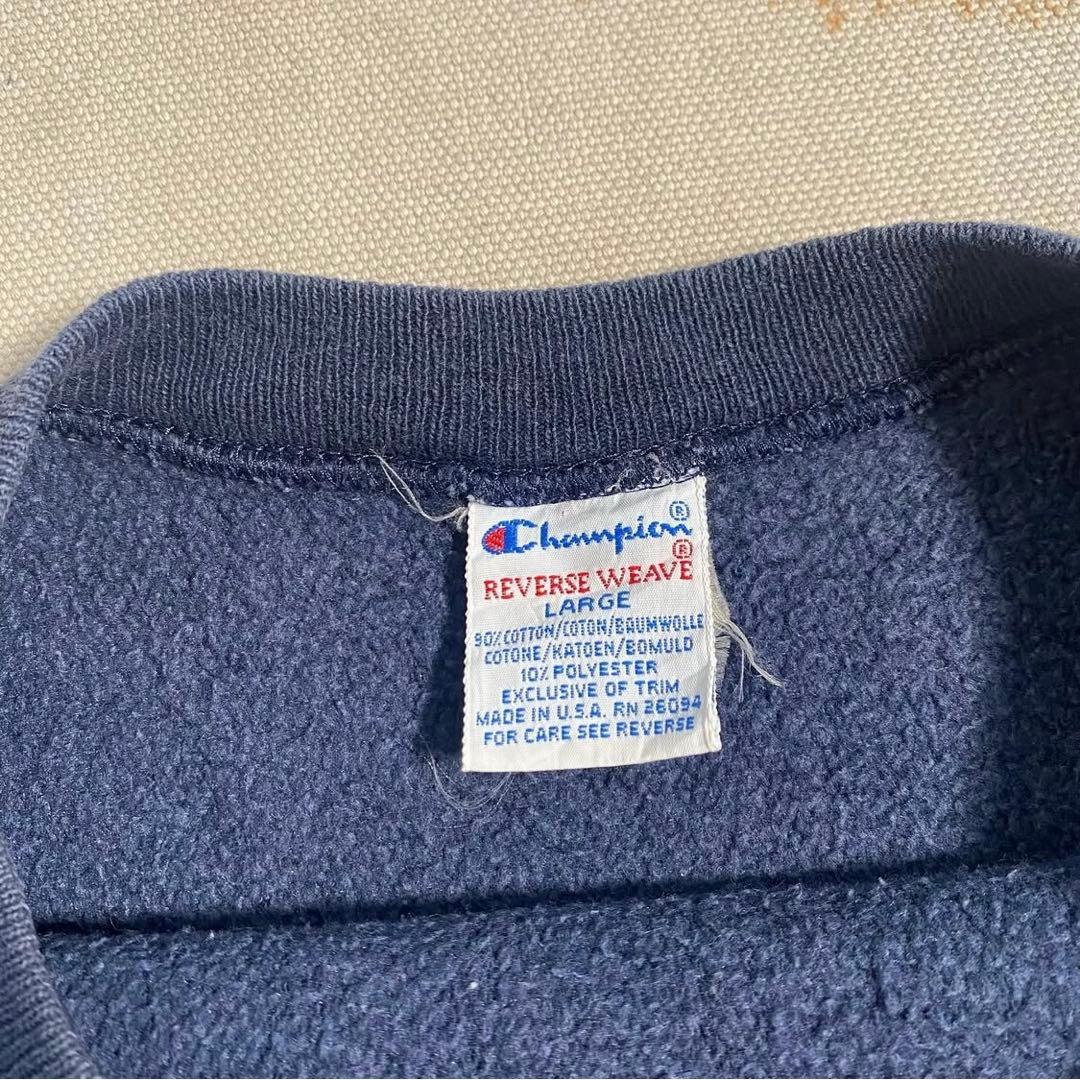 Champion®
REVERSE WEAVE®
LARGE
90% COTTON/COTON/BAUMWOLLE
COTONE/KATOEN/BOMULD
10% POLYESTER
EXCLUSIVE OF TRIM
MADE IN U.S.A. RN 26094
FOR CARE SEE REVERSE